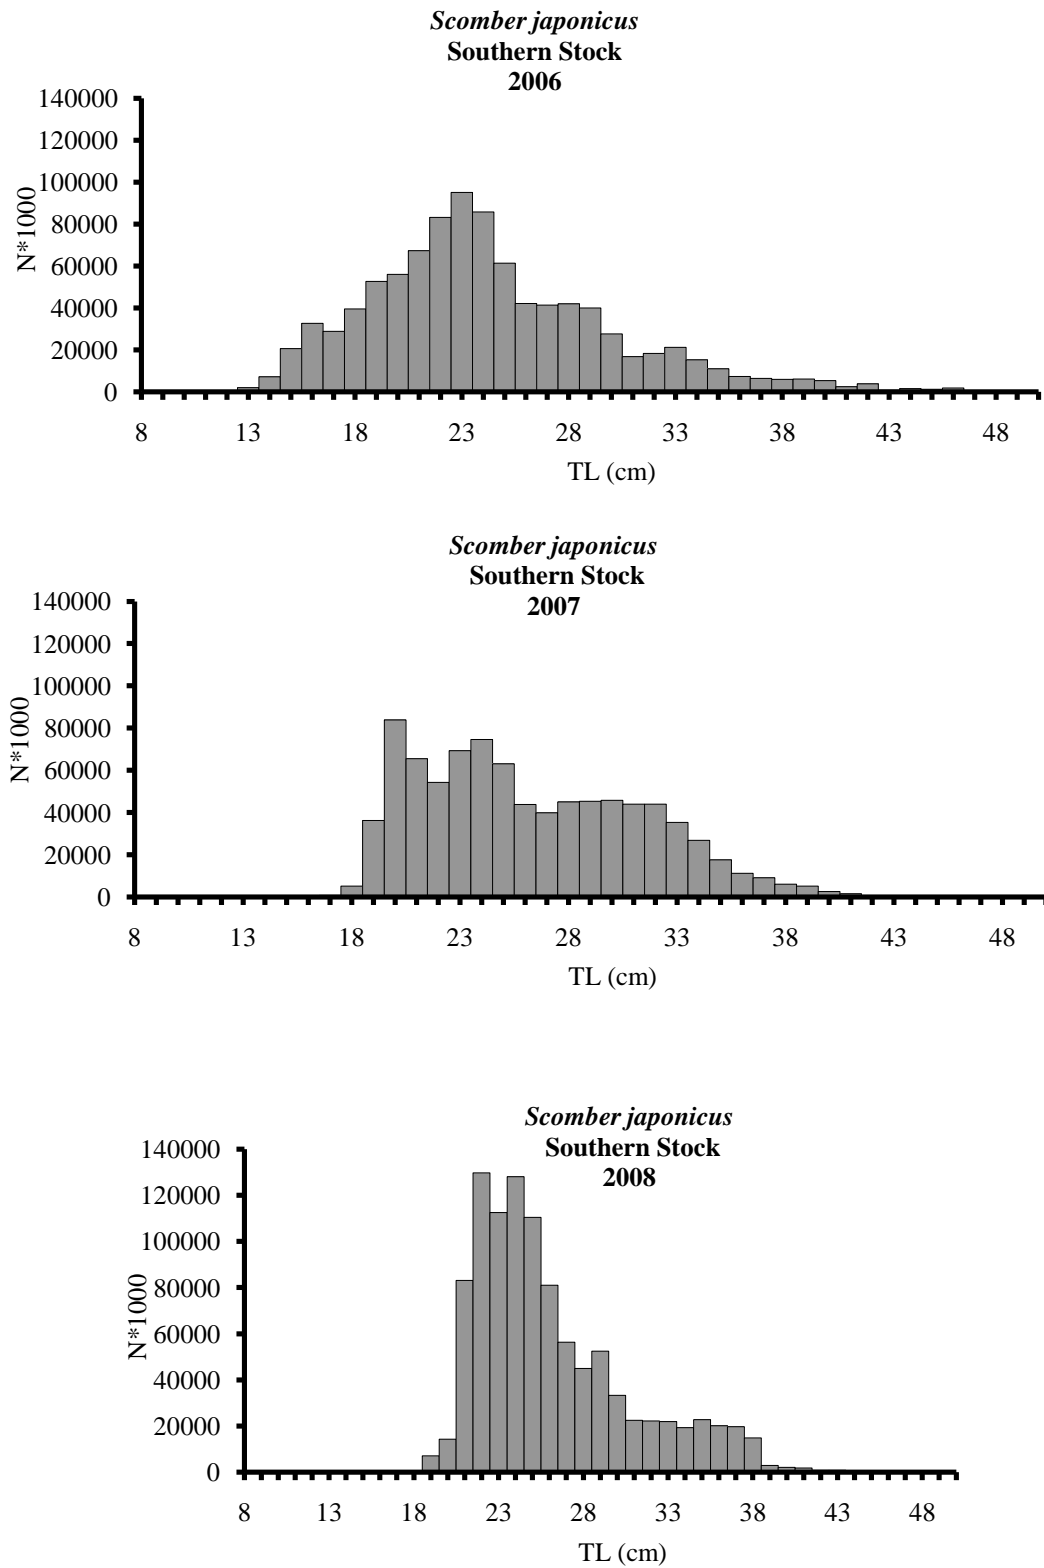 Scomber japonicus
Southern Stock
2006
140000
120000
100000
80000
60000
40000
20000
0
N*1000
8 13 18 23 28 33 38 43 48
TL (cm)
Scomber japonicus
Southern Stock
2007
140000
120000
100000
80000
60000
40000
20000
0
N*1000
8 13 18 23 28 33 38 43 48
TL (cm)
Scomber japonicus
Southern Stock
2008
140000
120000
100000
80000
60000
40000
20000
0
N*1000
8 13 18 23 28 33 38 43 48
TL (cm)